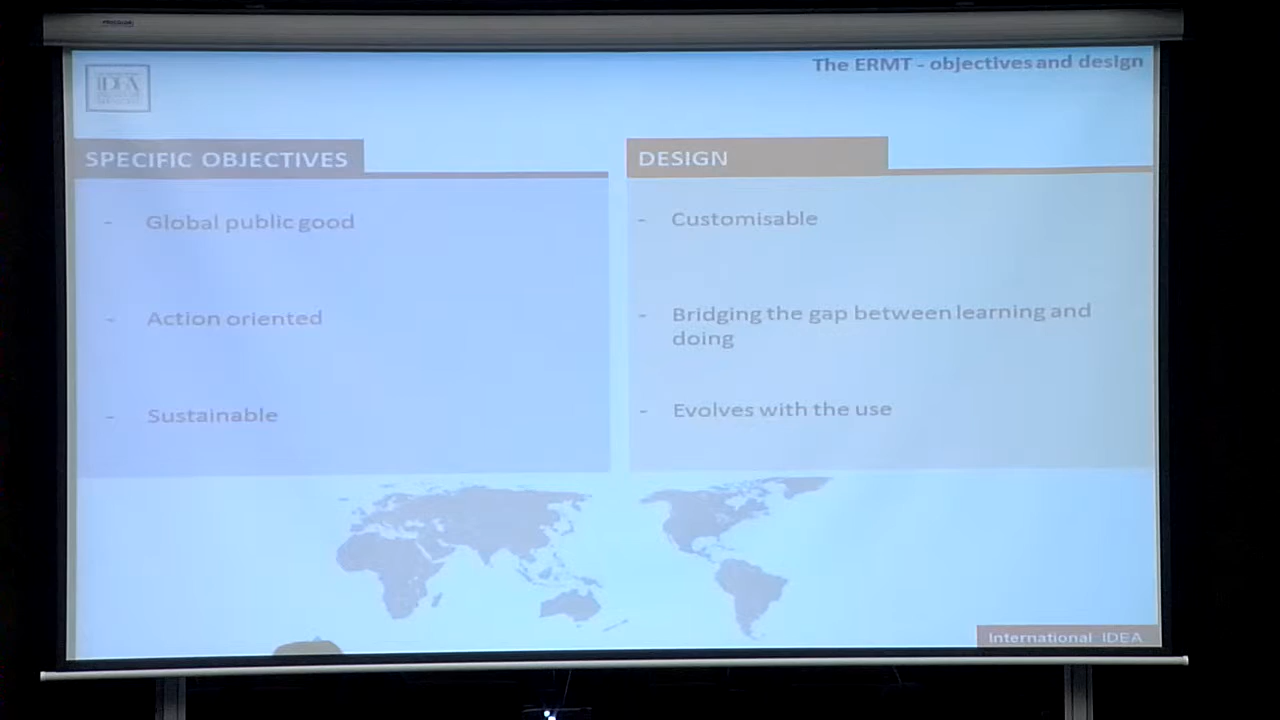 The ERMT - objectives and design
IDEA
SPECIFIC OBJECTIVES
- Global public good
- Action oriented
- Sustainable
DESIGN
- Customisable
- Bridging the gap between learning and
doing
- Evolves with the use
International IDEA